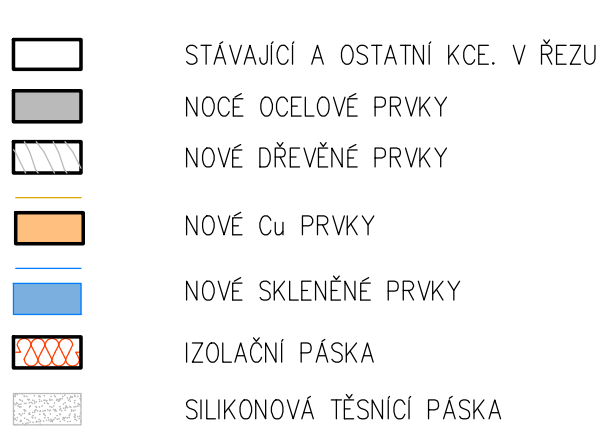 STÁVAJÍCÍ A OSTATNÍ KCE. V ŘEZU
NOCÉ OCELOVÉ PRVKY
NOVÉ DŘEVĚNÉ PRVKY
NOVÉ Cu PRVKY
NOVÉ SKLENĚNÉ PRVKY
IZOLAČNÍ PÁSKA
SILIKONOVÁ TĚSNÍCÍ PÁSKA